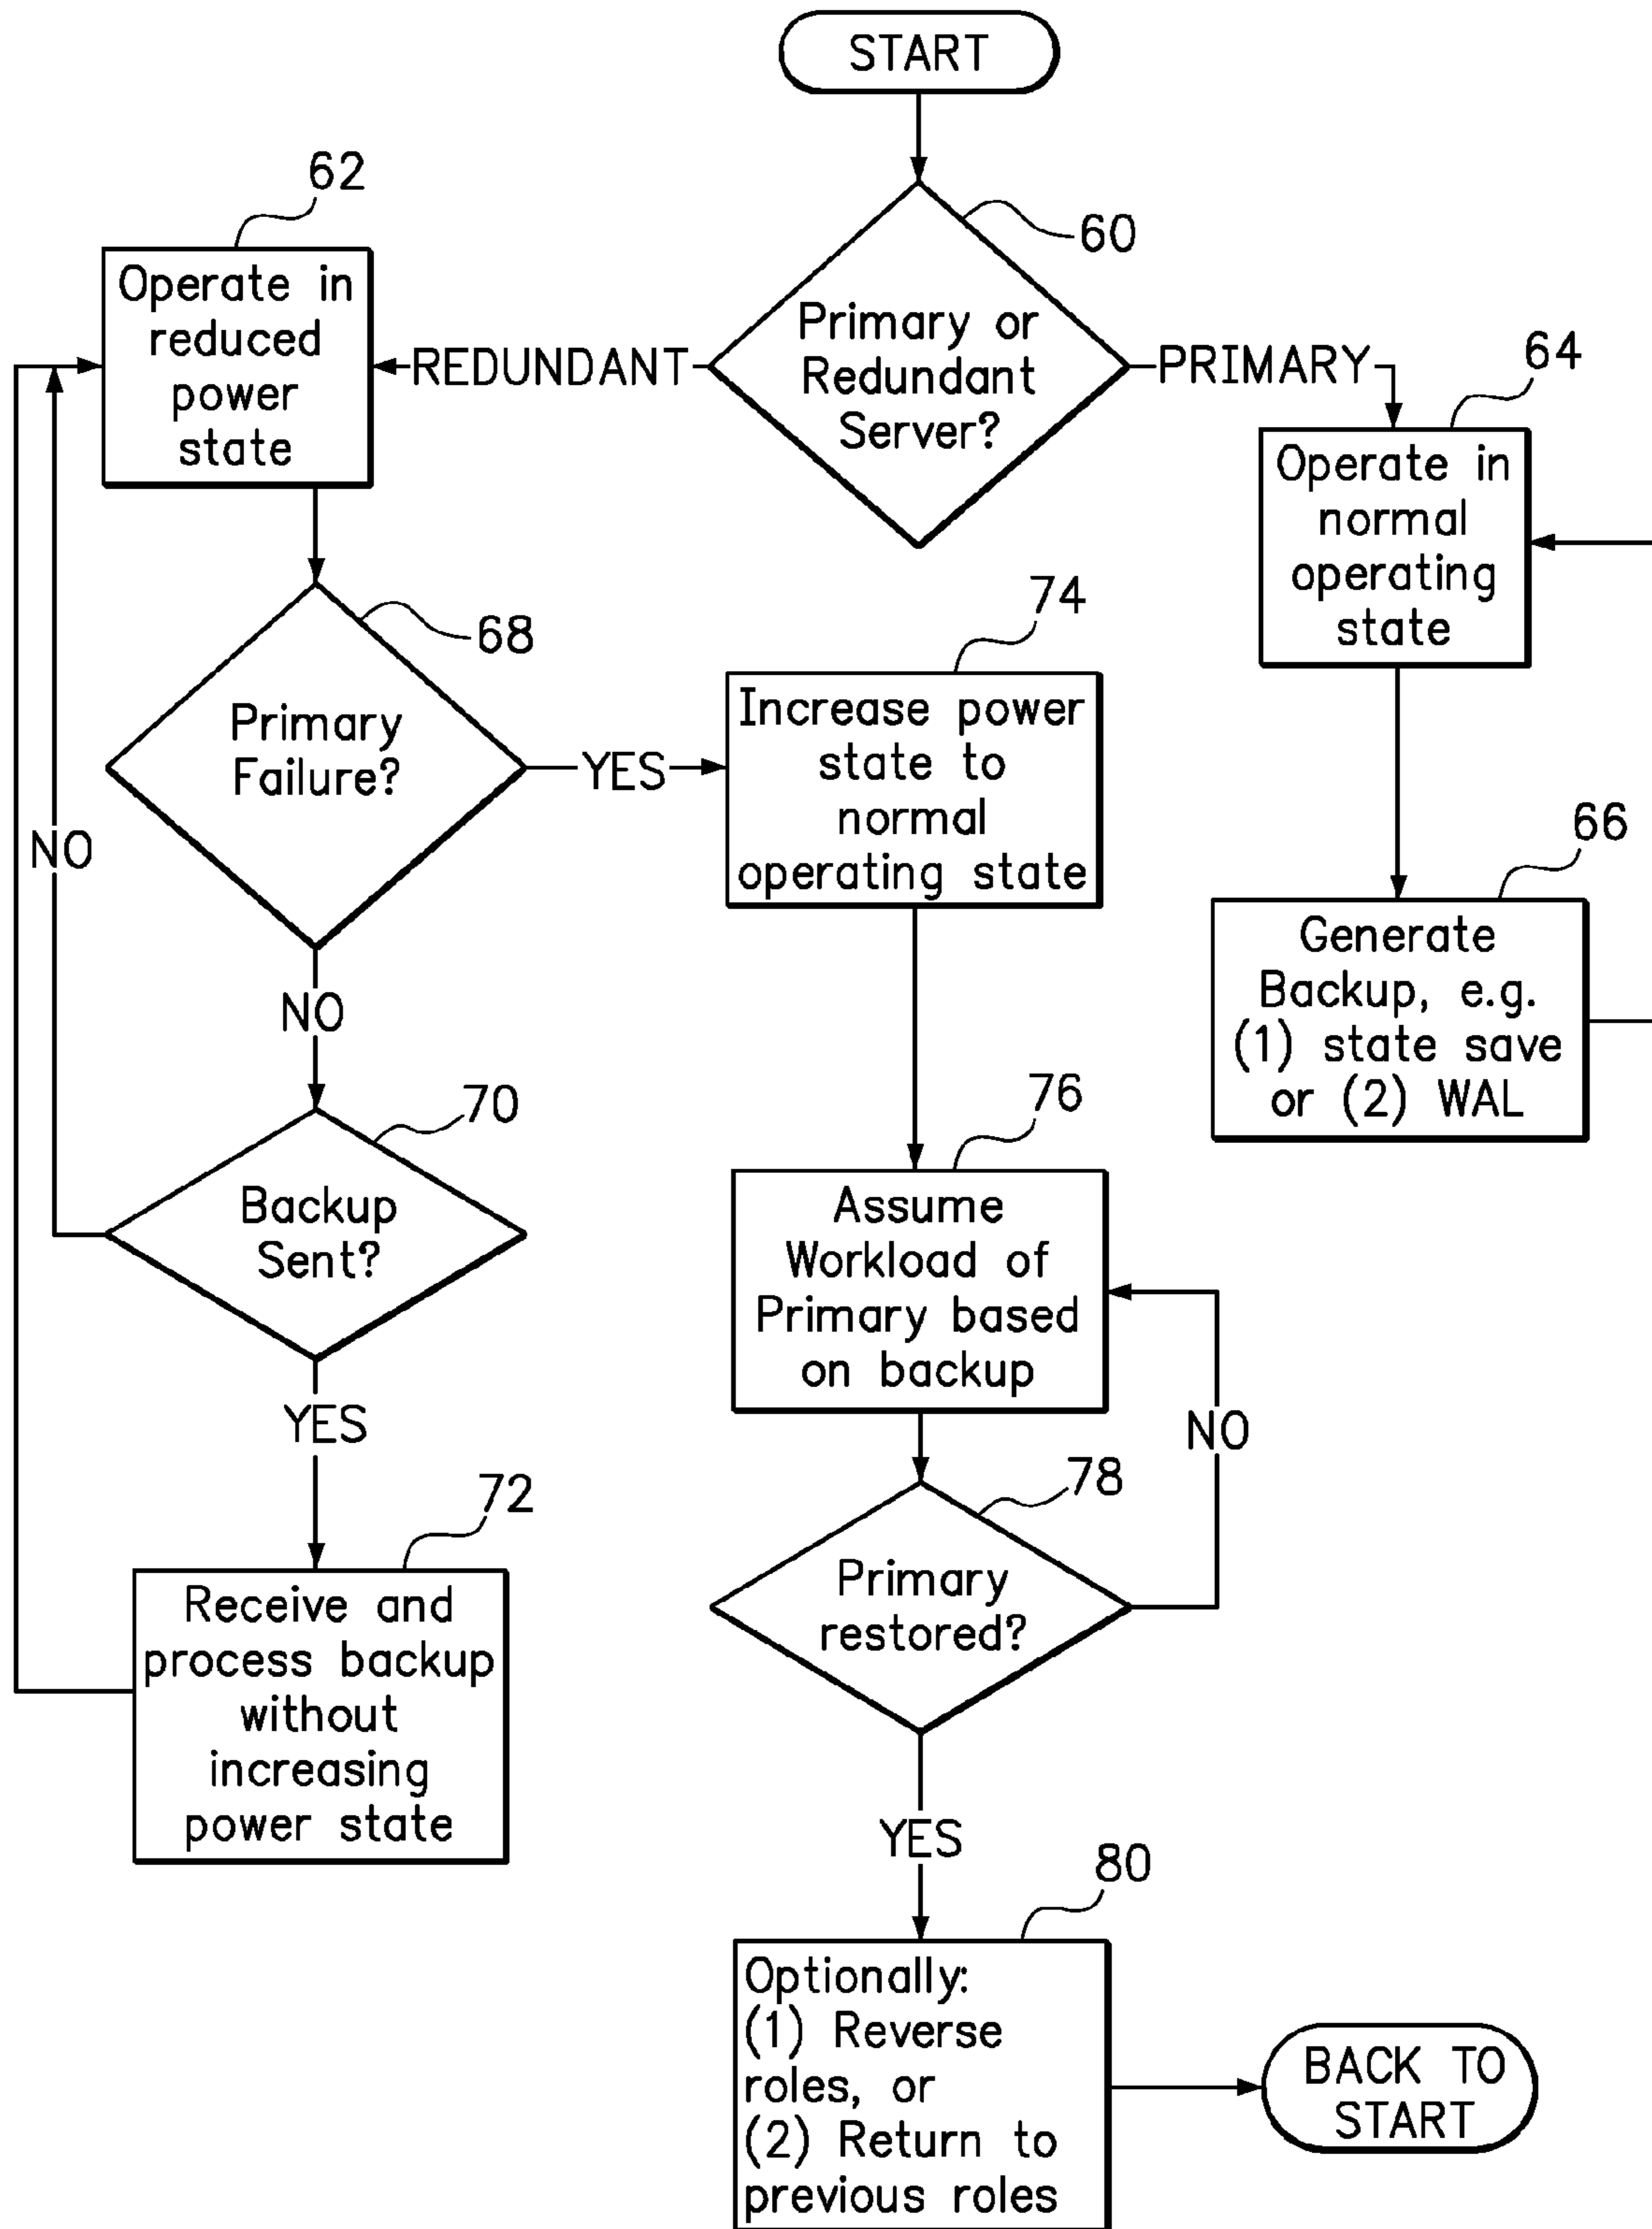 START
60
Primary or
Redundant
Server?
REDUNDANT
PRIMARY
62
Operate in
reduced
power
state
64
Operate in
normal
operating
state
66
Generate
Backup, e.g.
(1) state save
or (2) WAL
68
Primary
Failure?
YES
NO
NO
74
Increase power
state to
normal
operating state
70
Backup
Sent?
YES
72
Receive and
process backup
without
increasing
power state
76
Assume
Workload of
Primary based
on backup
NO
78
Primary
restored?
YES
80
Optionally:
(1) Reverse
roles, or
(2) Return to
previous roles
BACK TO
START